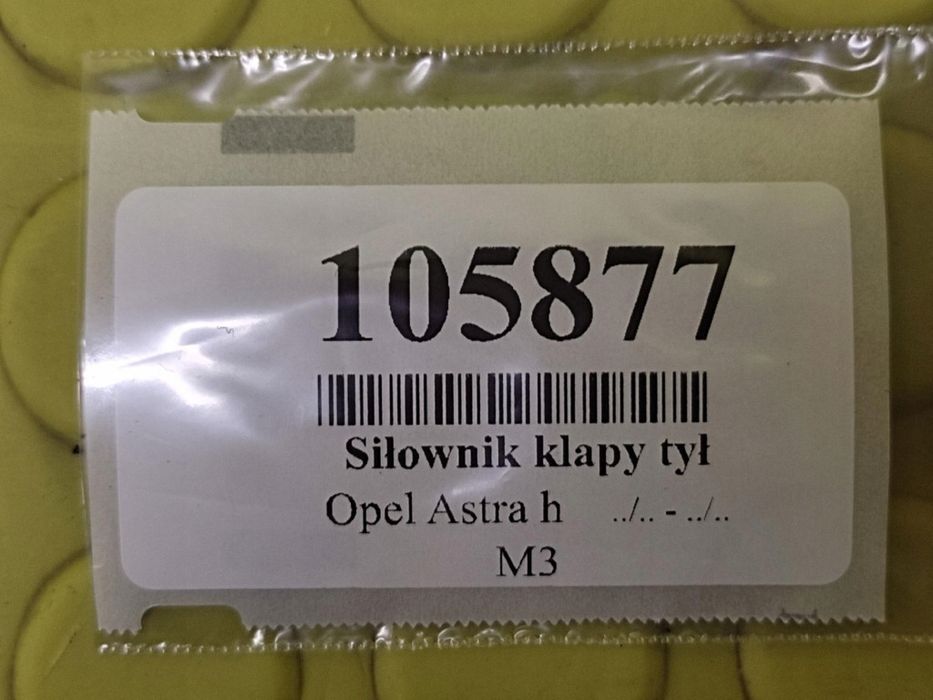 105877
Siłownik klapy tył
Opel Astra h ../.. - ../..
M3